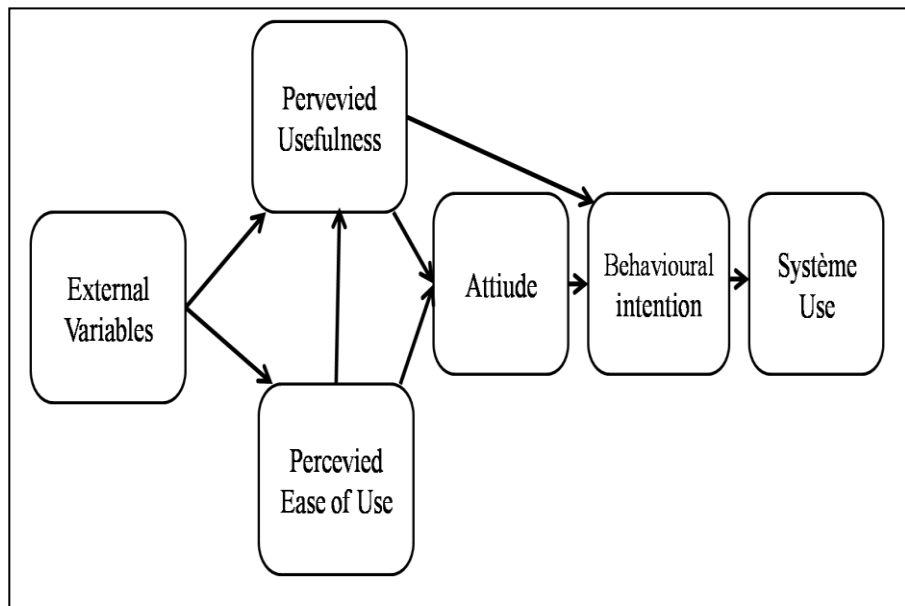 Pervevied
Usefulness
External
Variables
Attiude
Behavioural
intention
Système
Use
Percevied
Ease of Use